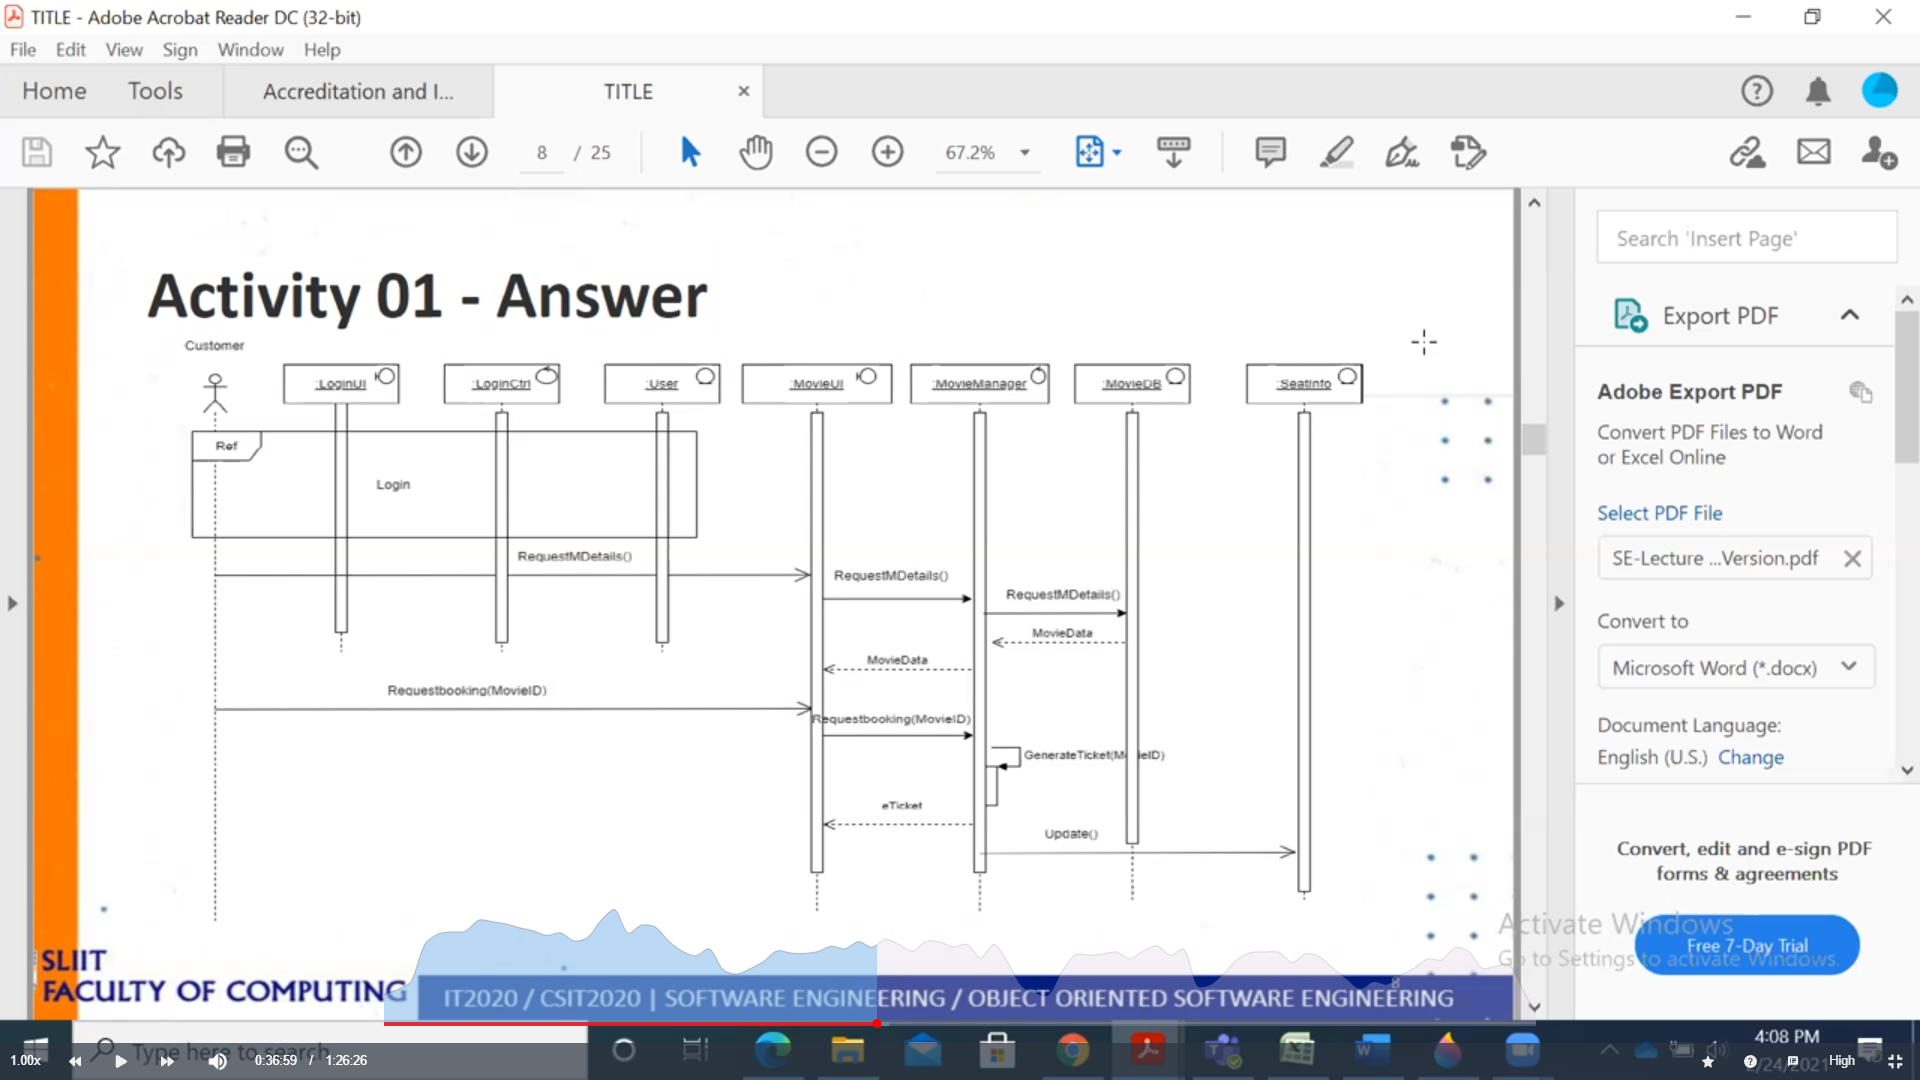 TITLE - Adobe Acrobat Reader DC (32-bit)
File Edit View Sign Window Help
Home Tools Accreditation and I... TITLE
8 / 25 67.2%
Activity 01 - Answer
Customer
:LoginUI :LoginCtrl :User :MovieUI :MovieManager :MovieDB :SeatInfo
Ref
Login
RequestMDetails()
RequestMDetails()
RequestMDetails()
MovieData
MovieData
Requestbooking(MovieID)
Requestbooking(MovieID)
GenerateTicket(MovieID)
eTicket
Update()
SLIIT
FACULTY OF COMPUTING
IT2020 / CSIT2020 | SOFTWARE ENGINEERING / OBJECT ORIENTED SOFTWARE ENGINEERING
8
Search 'Insert Page'
Export PDF
Adobe Export PDF
Convert PDF Files to Word
or Excel Online
Select PDF File
SE-Lecture ...Version.pdf
Convert to
Microsoft Word (*.docx)
Document Language:
English (U.S.) Change
Convert, edit and e-sign PDF
forms & agreements
Free 7-Day Trial
Activate Windows
Go to Settings to activate Windows.
Type here to search
4:08 PM
2/24/2021
1.00x 0:36:59 / 1:26:26 High